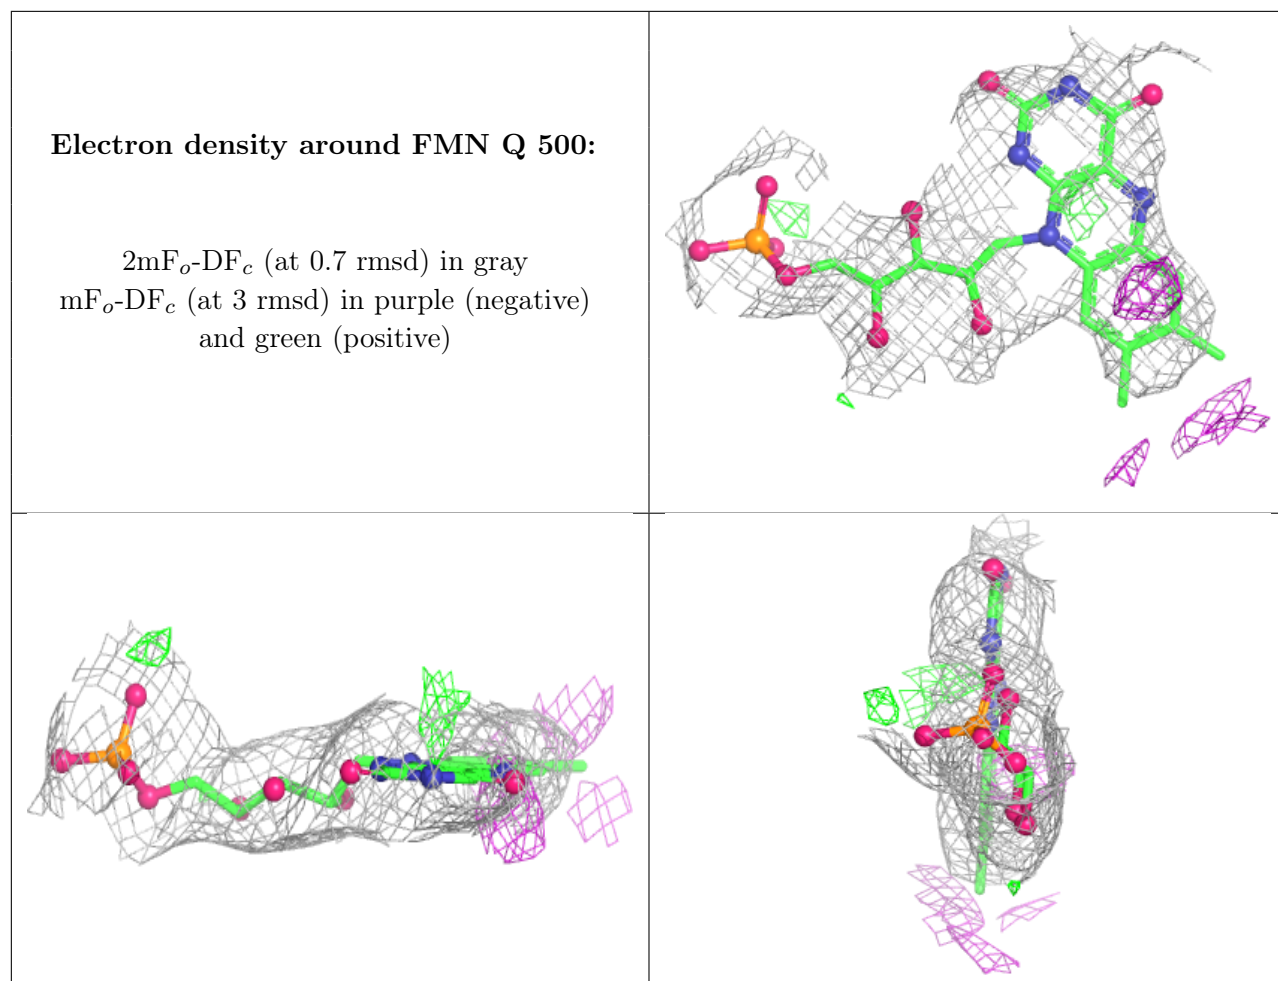 Electron density around FMN Q 500:
2mFₒ-DF𝒸 (at 0.7 rmsd) in gray
mFₒ-DF𝒸 (at 3 rmsd) in purple (negative)
and green (positive)